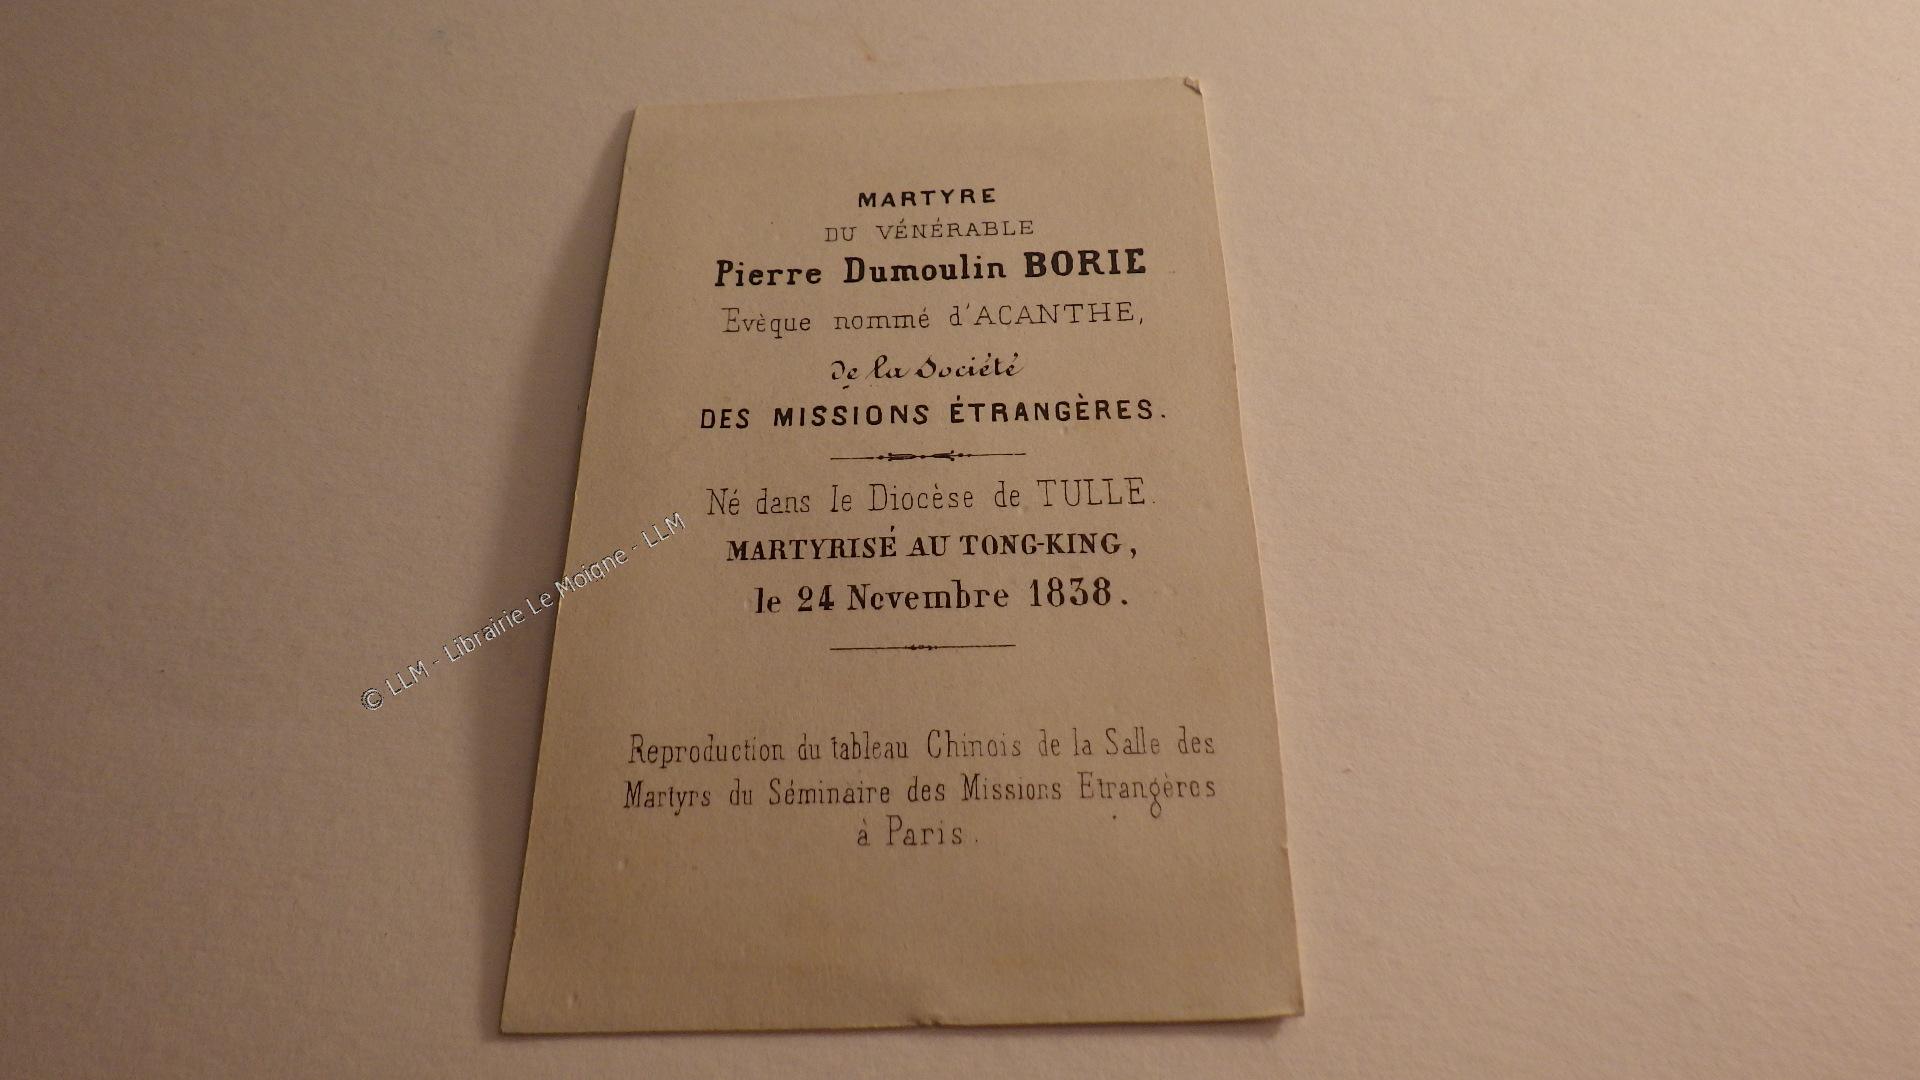 MARTYRE
DU VÉNÉRABLE
Pierre Dumoulin BORIE
Evèque nommé d'ACANTHE,
de la Société
DES MISSIONS ÉTRANGÈRES.
Né dans le Diocèse de TULLE.
MARTYRISÉ AU TONG-KING,
le 24 Novembre 1838.
Reproduction du tableau Chinois de la Salle des
Martyrs du Séminaire des Missions Etrangères
à Paris.
© LLM - Librairie Le Moigne - LLM